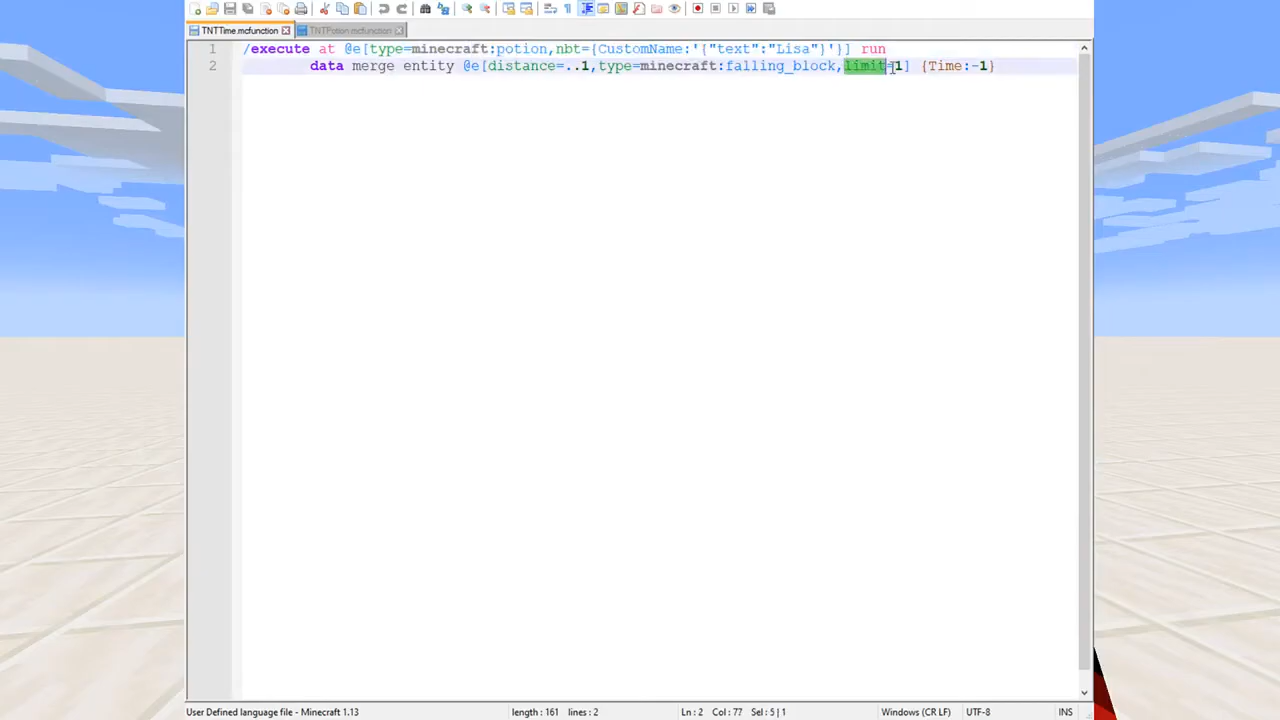 TNTTime.mcfunction TNTPotion.mcfunction
1 /execute at @e[type=minecraft:potion,nbt={CustomName:'{"text":"Lisa"}'}] run
2 data merge entity @e[distance=..1,type=minecraft:falling_block,limit=1] {Time:-1}
User Defined language file - Minecraft 1.13 length : 161 lines : 2 Ln : 2 Col : 77 Sel : 5 | 1 Windows (CR LF) UTF-8 INS